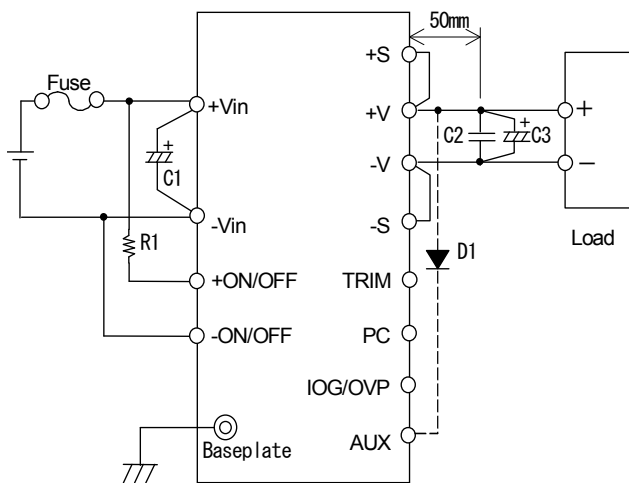 50mm
Fuse
+S
+Vin
+V
+
+
C1
C2
+
C3
-V
−
-Vin
-S
Load
R1
D1
+ON/OFF
TRIM
-ON/OFF
PC
IOG/OVP
Baseplate
AUX